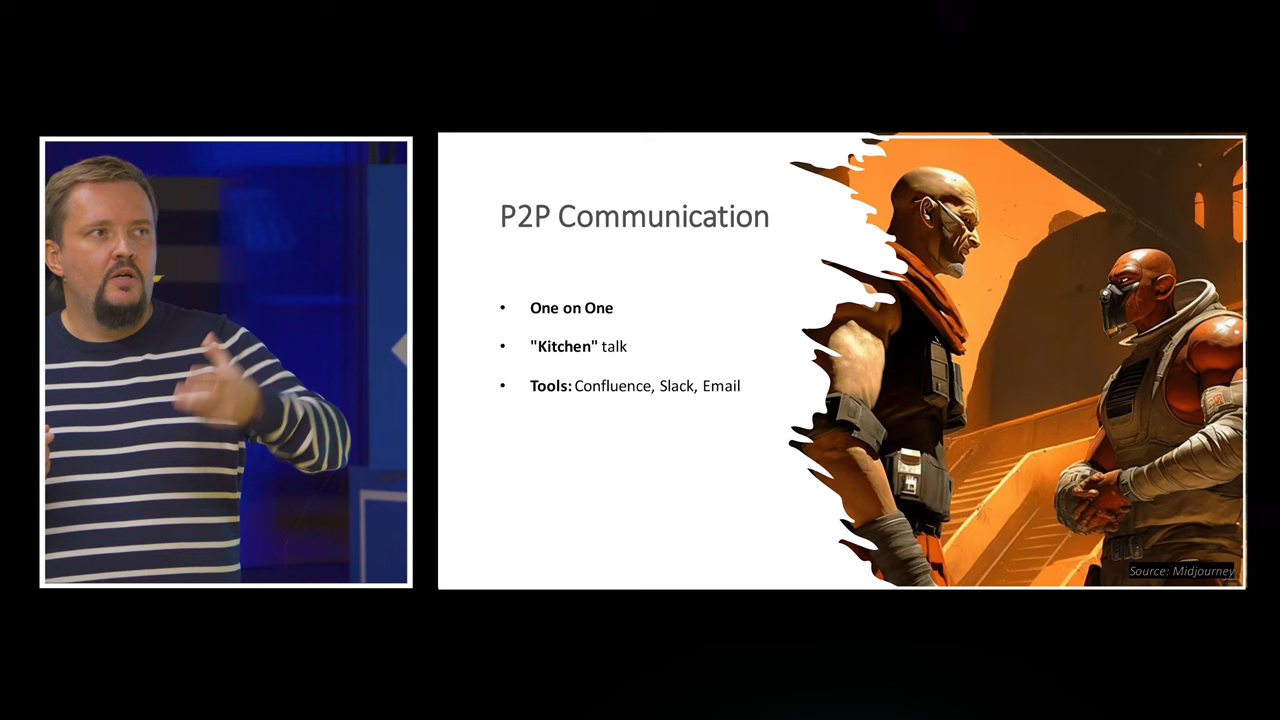 P2P Communication
• One on One
• "Kitchen" talk
• Tools: Confluence, Slack, Email
Source: Midjourney